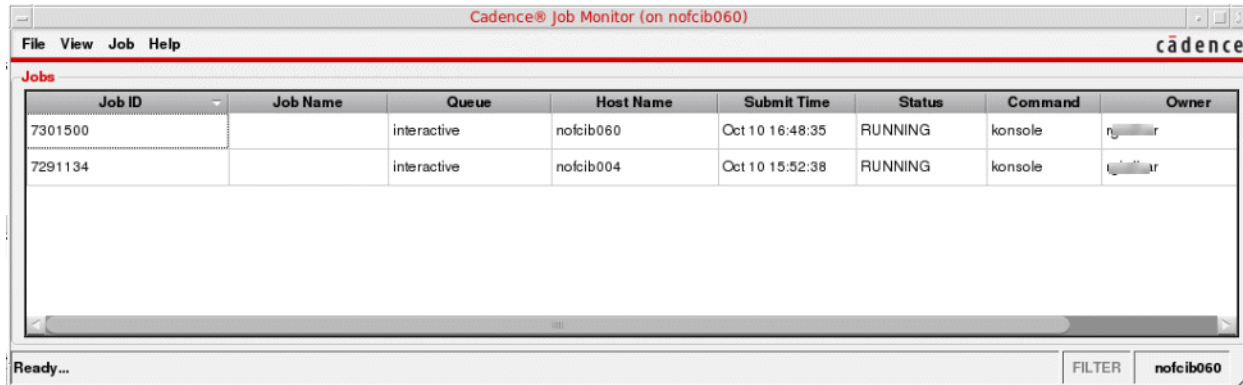 Cadence® Job Monitor (on nofcib060)
File View Job Help
cādence
Jobs
Job ID Job Name Queue Host Name Submit Time Status Command Owner
7301500 interactive nofcib060 Oct 10 16:48:35 RUNNING konsole
7291134 interactive nofcib004 Oct 10 15:52:38 RUNNING konsole
Ready... FILTER nofcib060